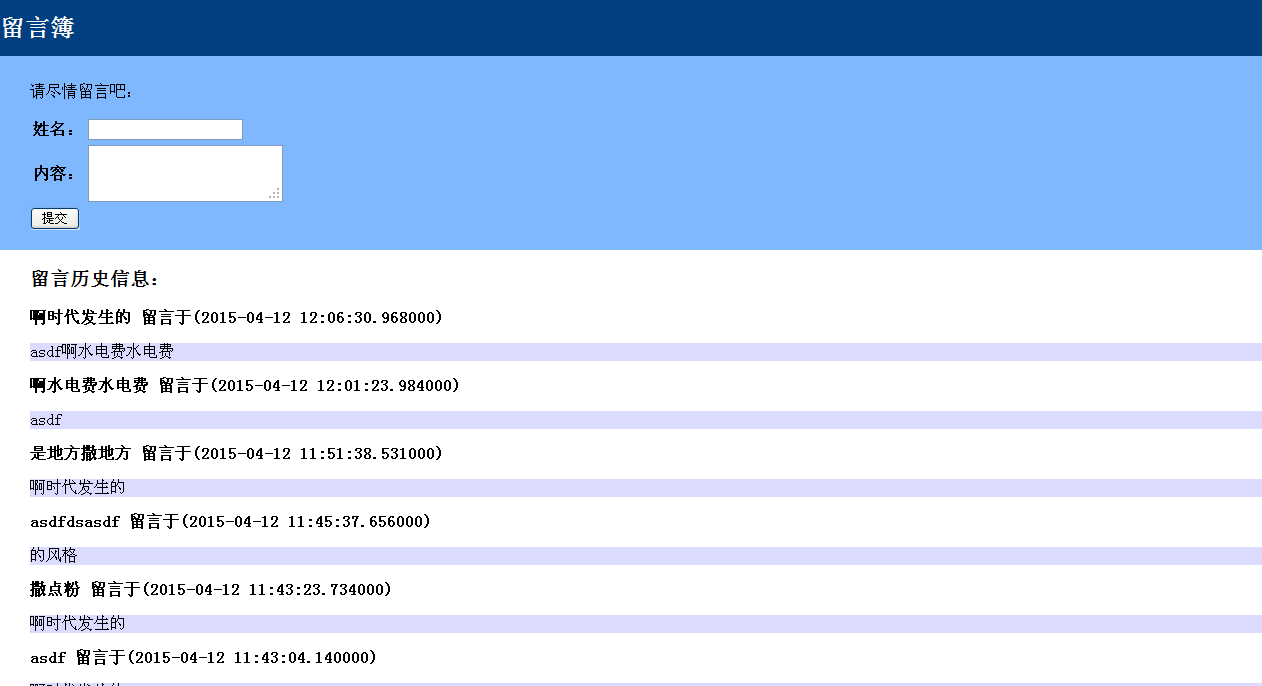 留言簿
请尽情留言吧：
姓名：
内容：
提交
留言历史信息：
啊时代发生的 留言于(2015-04-12 12:06:30.968000)
asdf啊水电费水电费
啊水电费水电费 留言于(2015-04-12 12:01:23.984000)
asdf
是地方撒地方 留言于(2015-04-12 11:51:38.531000)
啊时代发生的
asdfdsasdf 留言于(2015-04-12 11:45:37.656000)
的风格
撒点粉 留言于(2015-04-12 11:43:23.734000)
啊时代发生的
asdf 留言于(2015-04-12 11:43:04.140000)